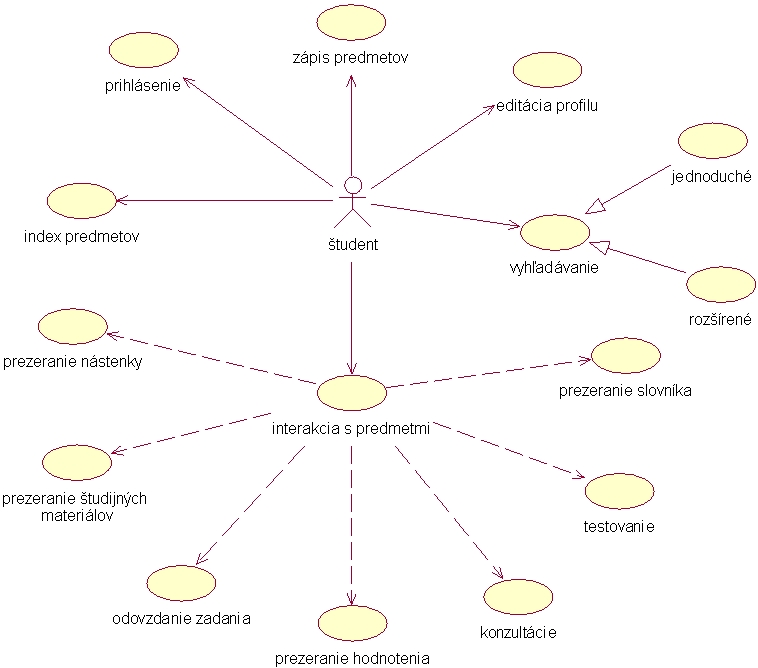 zápis predmetov
prihlásenie
editácia profilu
jednoduché
index predmetov
študent
vyhľadávanie
rozšírené
prezeranie nástenky
prezeranie slovníka
interakcia s predmetmi
prezeranie študijných
materiálov
testovanie
odovzdanie zadania
konzultácie
prezeranie hodnotenia